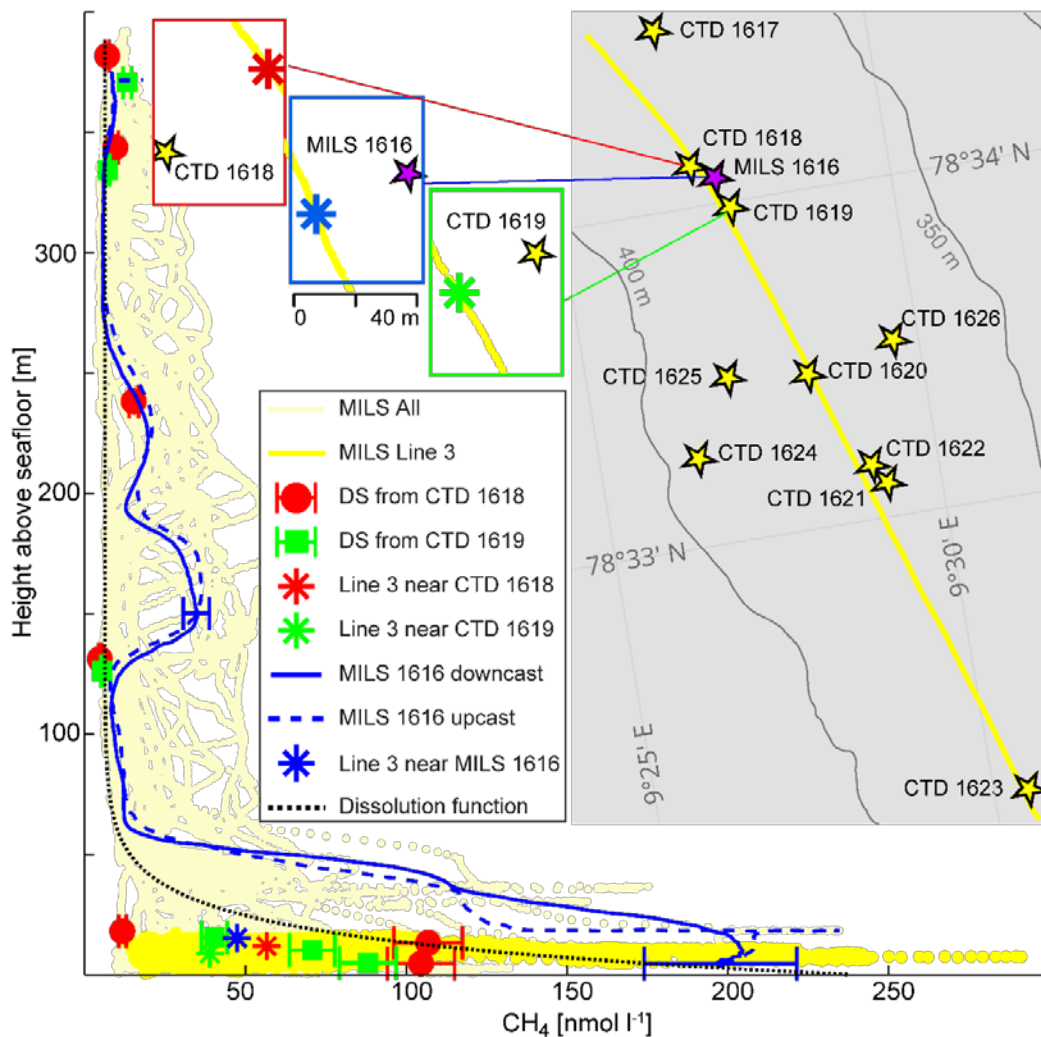 CTD 1617
CTD 1618
MILS 1616
CTD 1619
78°34' N
350 m
400 m
CTD 1626
CTD 1625
CTD 1620
CTD 1624
CTD 1622
CTD 1621
78°33' N
9°30' E
9°25' E
CTD 1623
CTD 1618
MILS 1616
CTD 1619
0 40 m
MILS All
MILS Line 3
DS from CTD 1618
DS from CTD 1619
Line 3 near CTD 1618
Line 3 near CTD 1619
MILS 1616 downcast
MILS 1616 upcast
Line 3 near MILS 1616
Dissolution function
Height above seafloor [m]
300
200
100
50 100 150 200 250
CH₄ [nmol l⁻¹]